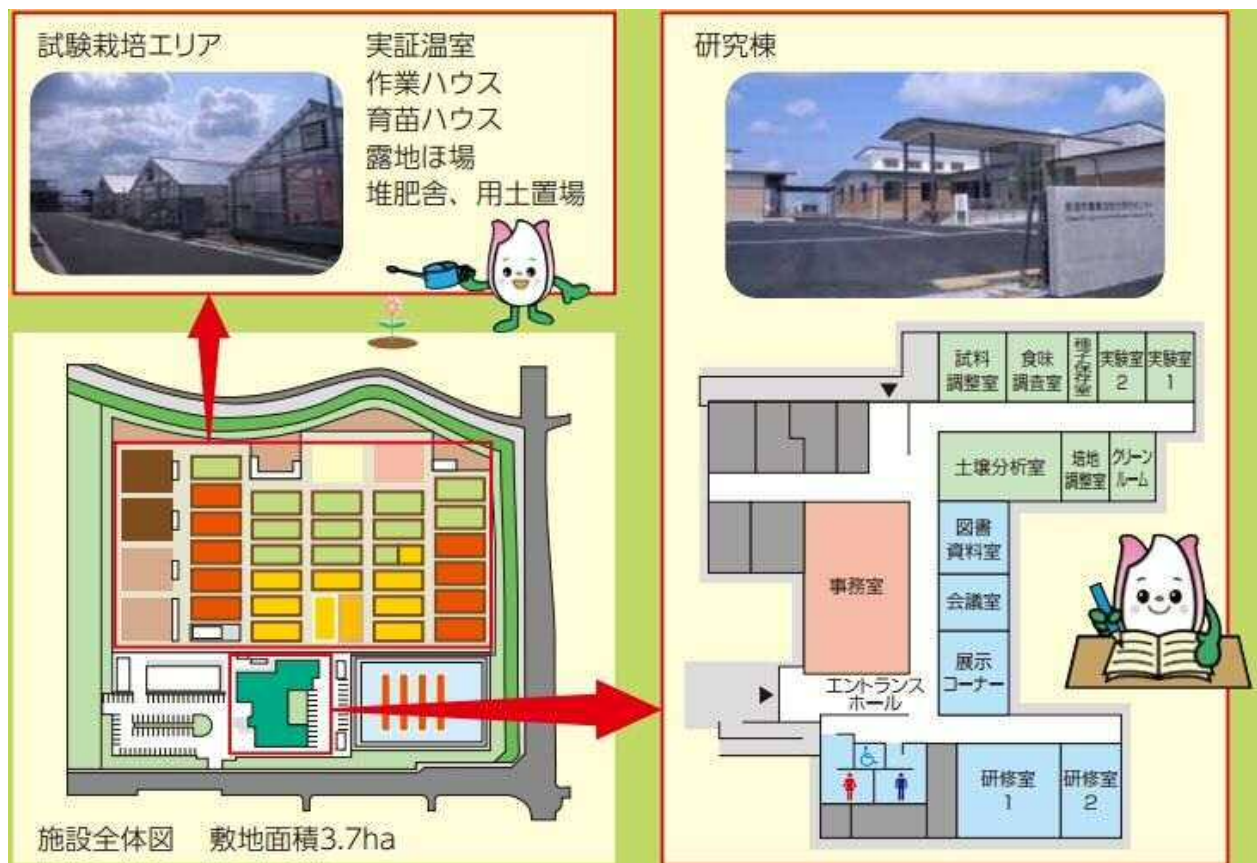 試験栽培エリア
実証温室
作業ハウス
育苗ハウス
露地ほ場
堆肥舎、用土置場
施設全体図 敷地面積3.7ha
研究棟
試料
調整室
食味
調査室
種子保存室
実験室
2
実験室
1
土壌分析室
培地
調整室
クリーン
ルーム
図書
資料室
事務室
会議室
展示
コーナー
エントランス
ホール
研修室
1
研修室
2